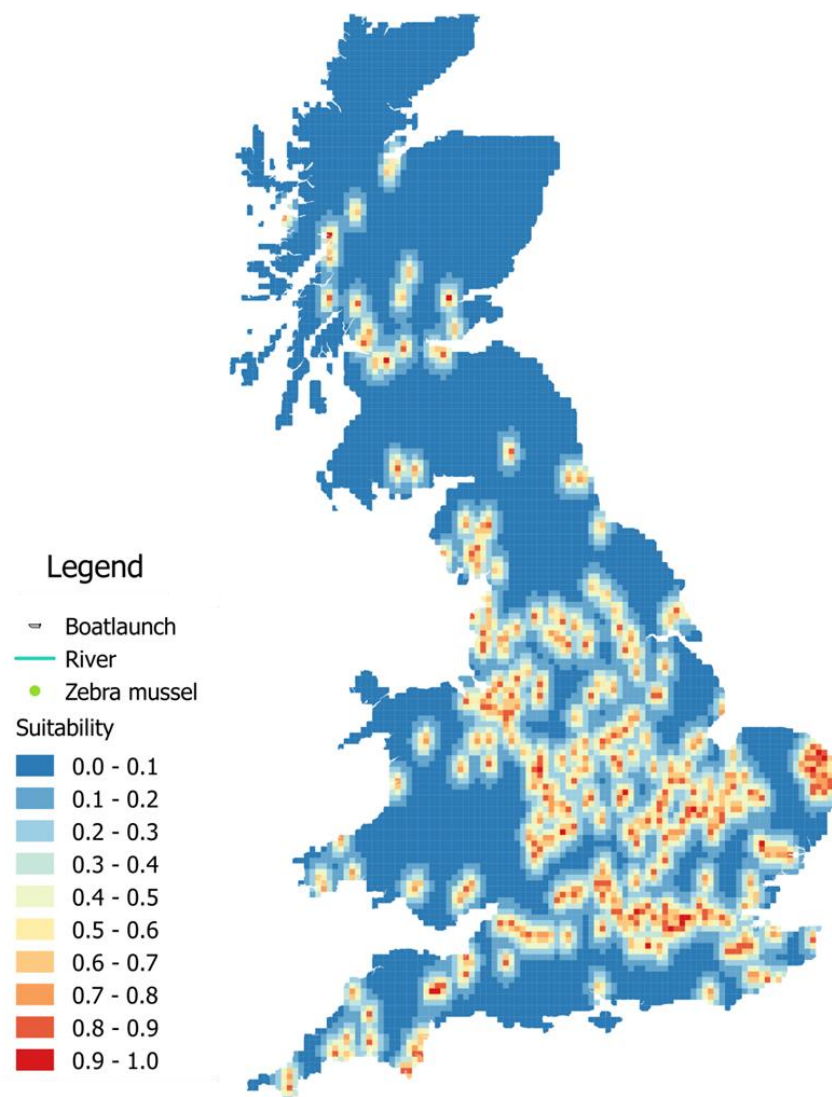 Legend
Boatlaunch
River
Zebra mussel
Suitability
0.0 - 0.1
0.1 - 0.2
0.2 - 0.3
0.3 - 0.4
0.4 - 0.5
0.5 - 0.6
0.6 - 0.7
0.7 - 0.8
0.8 - 0.9
0.9 - 1.0